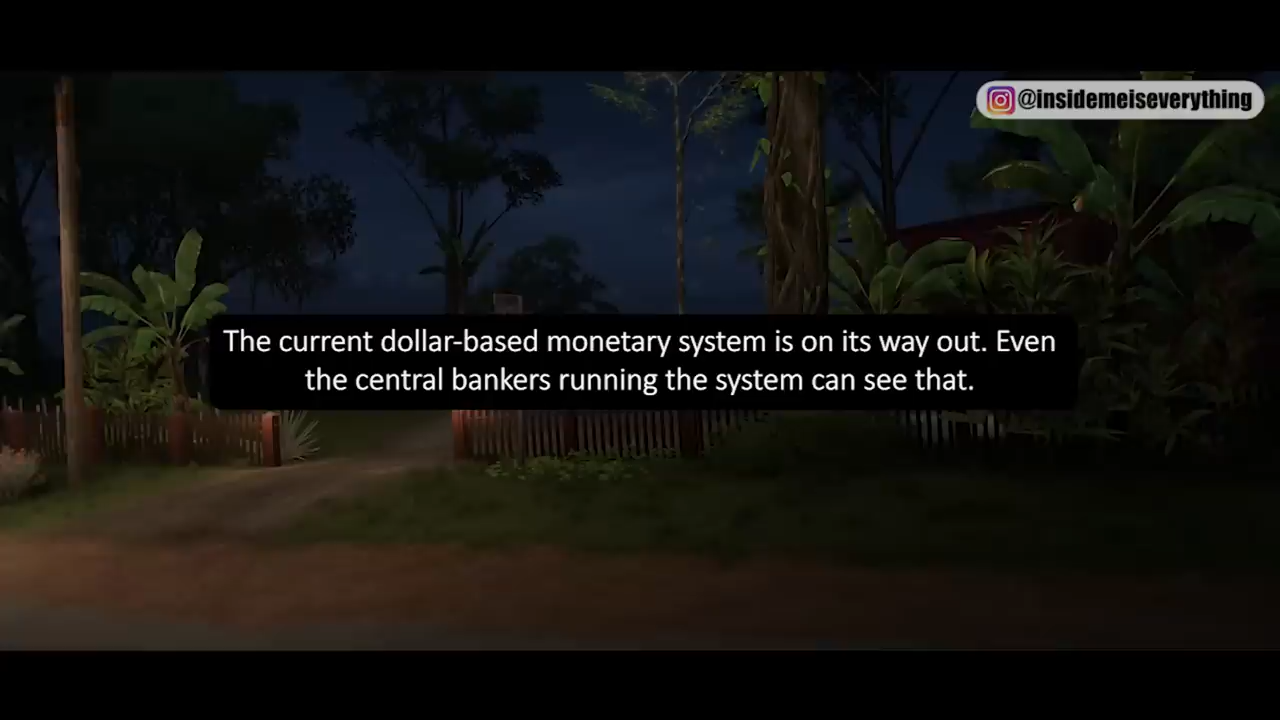 @insidemeiseverything
The current dollar-based monetary system is on its way out. Even
the central bankers running the system can see that.